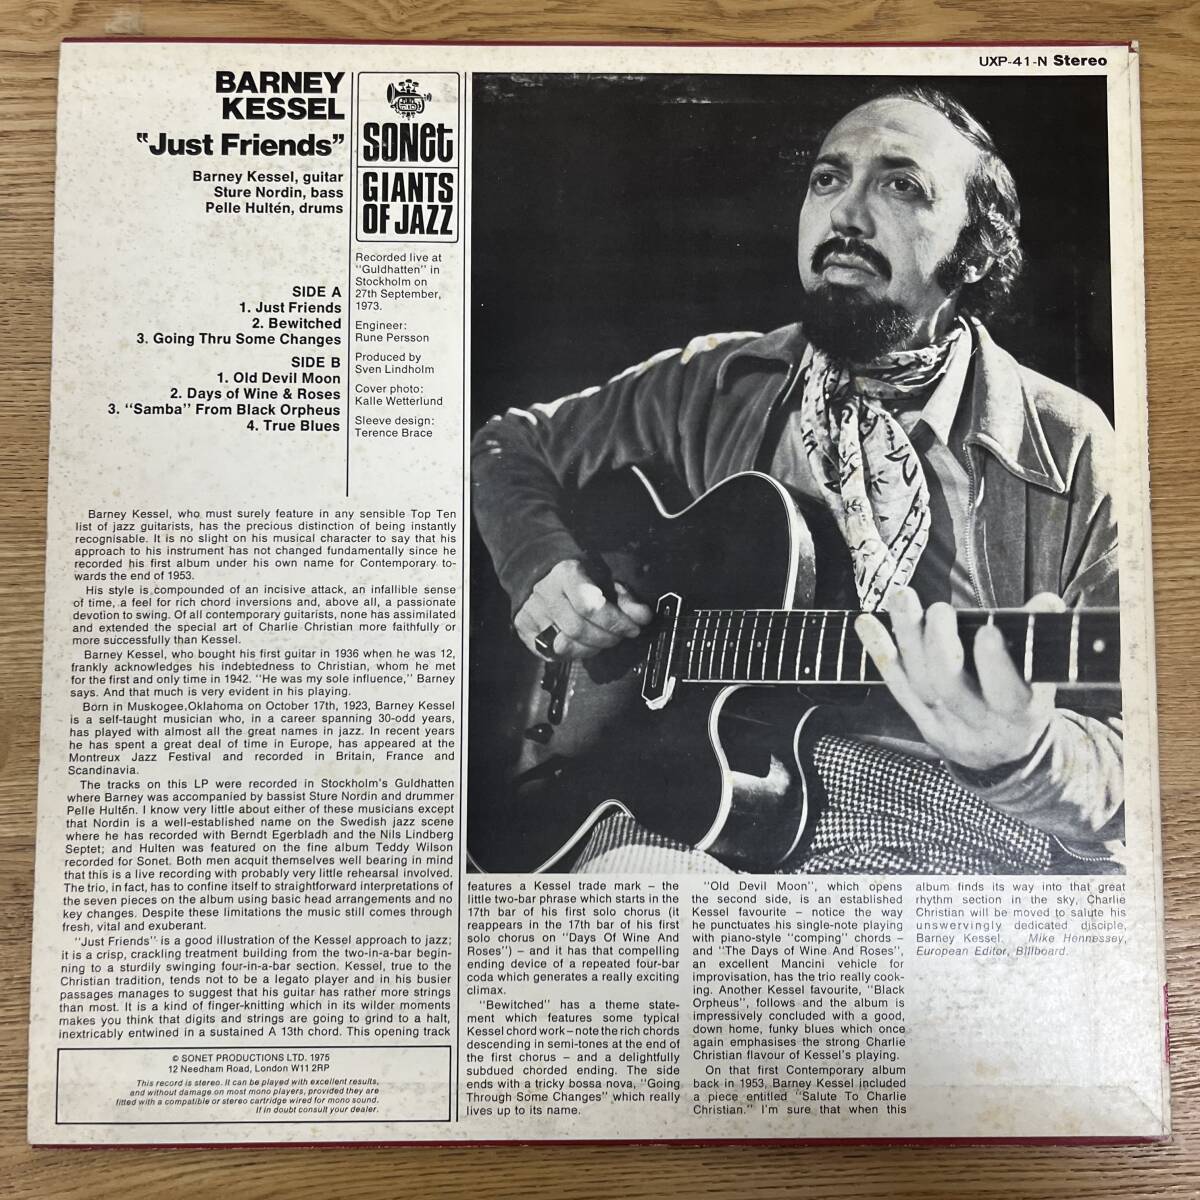 UXP-41-N Stereo
BARNEY
KESSEL
"Just Friends"
Barney Kessel, guitar
Sture Nordin, bass
Pelle Hultén, drums
SIDE A
1. Just Friends
2. Bewitched
3. Going Thru Some Changes
SIDE B
1. Old Devil Moon
2. Days of Wine & Roses
3. "Samba" From Black Orpheus
4. True Blues
SONET
GIANTS
OF JAZZ
Recorded live at
"Guldhatten" in
Stockholm on
27th September,
1973.
Engineer:
Rune Persson
Produced by
Sven Lindholm
Cover photo:
Kalle Wetterlund
Sleeve design:
Terence Brace
Barney Kessel, who must surely feature in any sensible Top Ten
list of jazz guitarists, has the precious distinction of being instantly
recognisable. It is no slight on his musical character to say that his
approach to his instrument has not changed fundamentally since he
recorded his first album under his own name for Contemporary to-
wards the end of 1953.
His style is compounded of an incisive attack, an infallible sense
of time, a feel for rich chord inversions and, above all, a passionate
devotion to swing. Of all contemporary guitarists, none has assimilated
and extended the special art of Charlie Christian more faithfully or
more successfully than Kessel.
Barney Kessel, who bought his first guitar in 1936 when he was 12,
frankly acknowledges his indebtedness to Christian, whom he met
for the first and only time in 1942. "He was my sole influence," Barney
says. And that much is very evident in his playing.
Born in Muskogee,Oklahoma on October 17th, 1923, Barney Kessel
is a self-taught musician who, in a career spanning 30-odd years,
has played with almost all the great names in jazz. In recent years
he has spent a great deal of time in Europe, has appeared at the
Montreux Jazz Festival and recorded in Britain, France and
Scandinavia.
The tracks on this LP were recorded in Stockholm's Guldhatten
where Barney was accompanied by bassist Sture Nordin and drummer
Pelle Hultén. I know very little about either of these musicians except
that Nordin is a well-established name on the Swedish jazz scene
where he has recorded with Berndt Egerbladh and the Nils Lindberg
Septet; and Hulten was featured on the fine album Teddy Wilson
recorded for Sonet. Both men acquit themselves well bearing in mind
that this is a live recording with probably very little rehearsal involved.
The trio, in fact, has to confine itself to straightforward interpretations of
the seven pieces on the album using basic head arrangements and no
key changes. Despite these limitations the music still comes through
fresh, vital and exuberant.
"Just Friends" is a good illustration of the Kessel approach to jazz;
it is a crisp, crackling treatment building from the two-in-a-bar begin-
ning to a sturdily swinging four-in-a-bar section. Kessel, true to the
Christian tradition, tends not to be a legato player and in his busier
passages manages to suggest that his guitar has rather more strings
than most. It is a kind of finger-knitting which in its wilder moments
makes you think that digits and strings are going to grind to a halt,
inextricably entwined in a sustained A 13th chord. This opening track
features a Kessel trade mark – the
little two-bar phrase which starts in the
17th bar of his first solo chorus (it
reappears in the 17th bar of his first
solo chorus on "Days Of Wine And
Roses") – and it has that compelling
ending device of a repeated four-bar
coda which generates a really exciting
climax.
"Bewitched" has a theme state-
ment which features some typical
Kessel chord work – note the rich chords
descending in semi-tones at the end of
the first chorus – and a delightfully
subdued chorded ending. The side
ends with a tricky bossa nova, "Going
Through Some Changes" which really
lives up to its name.
"Old Devil Moon", which opens
the second side, is an established
Kessel favourite – notice the way
he punctuates his single-note playing
with piano-style "comping" chords –
and "The Days of Wine And Roses",
an excellent Mancini vehicle for
improvisation, has the trio really cook-
ing. Another Kessel favourite, "Black
Orpheus", follows and the album is
impressively concluded with a good,
down home, funky blues which once
again emphasises the strong Charlie
Christian flavour of Kessel's playing.
On that first Contemporary album
back in 1953, Barney Kessel included
a piece entitled "Salute To Charlie
Christian." I'm sure that when this
album finds its way into that great
rhythm section in the sky, Charlie
Christian will be moved to salute his
unswervingly dedicated disciple,
Barney Kessel. Mike Hennessey,
European Editor, Billboard.
© SONET PRODUCTIONS LTD. 1975
12 Needham Road, London W11 2RP
This record is stereo. It can be played with excellent results,
and without damage on most mono players, provided they are
fitted with a compatible or stereo cartridge wired for mono sound.
If in doubt consult your dealer.